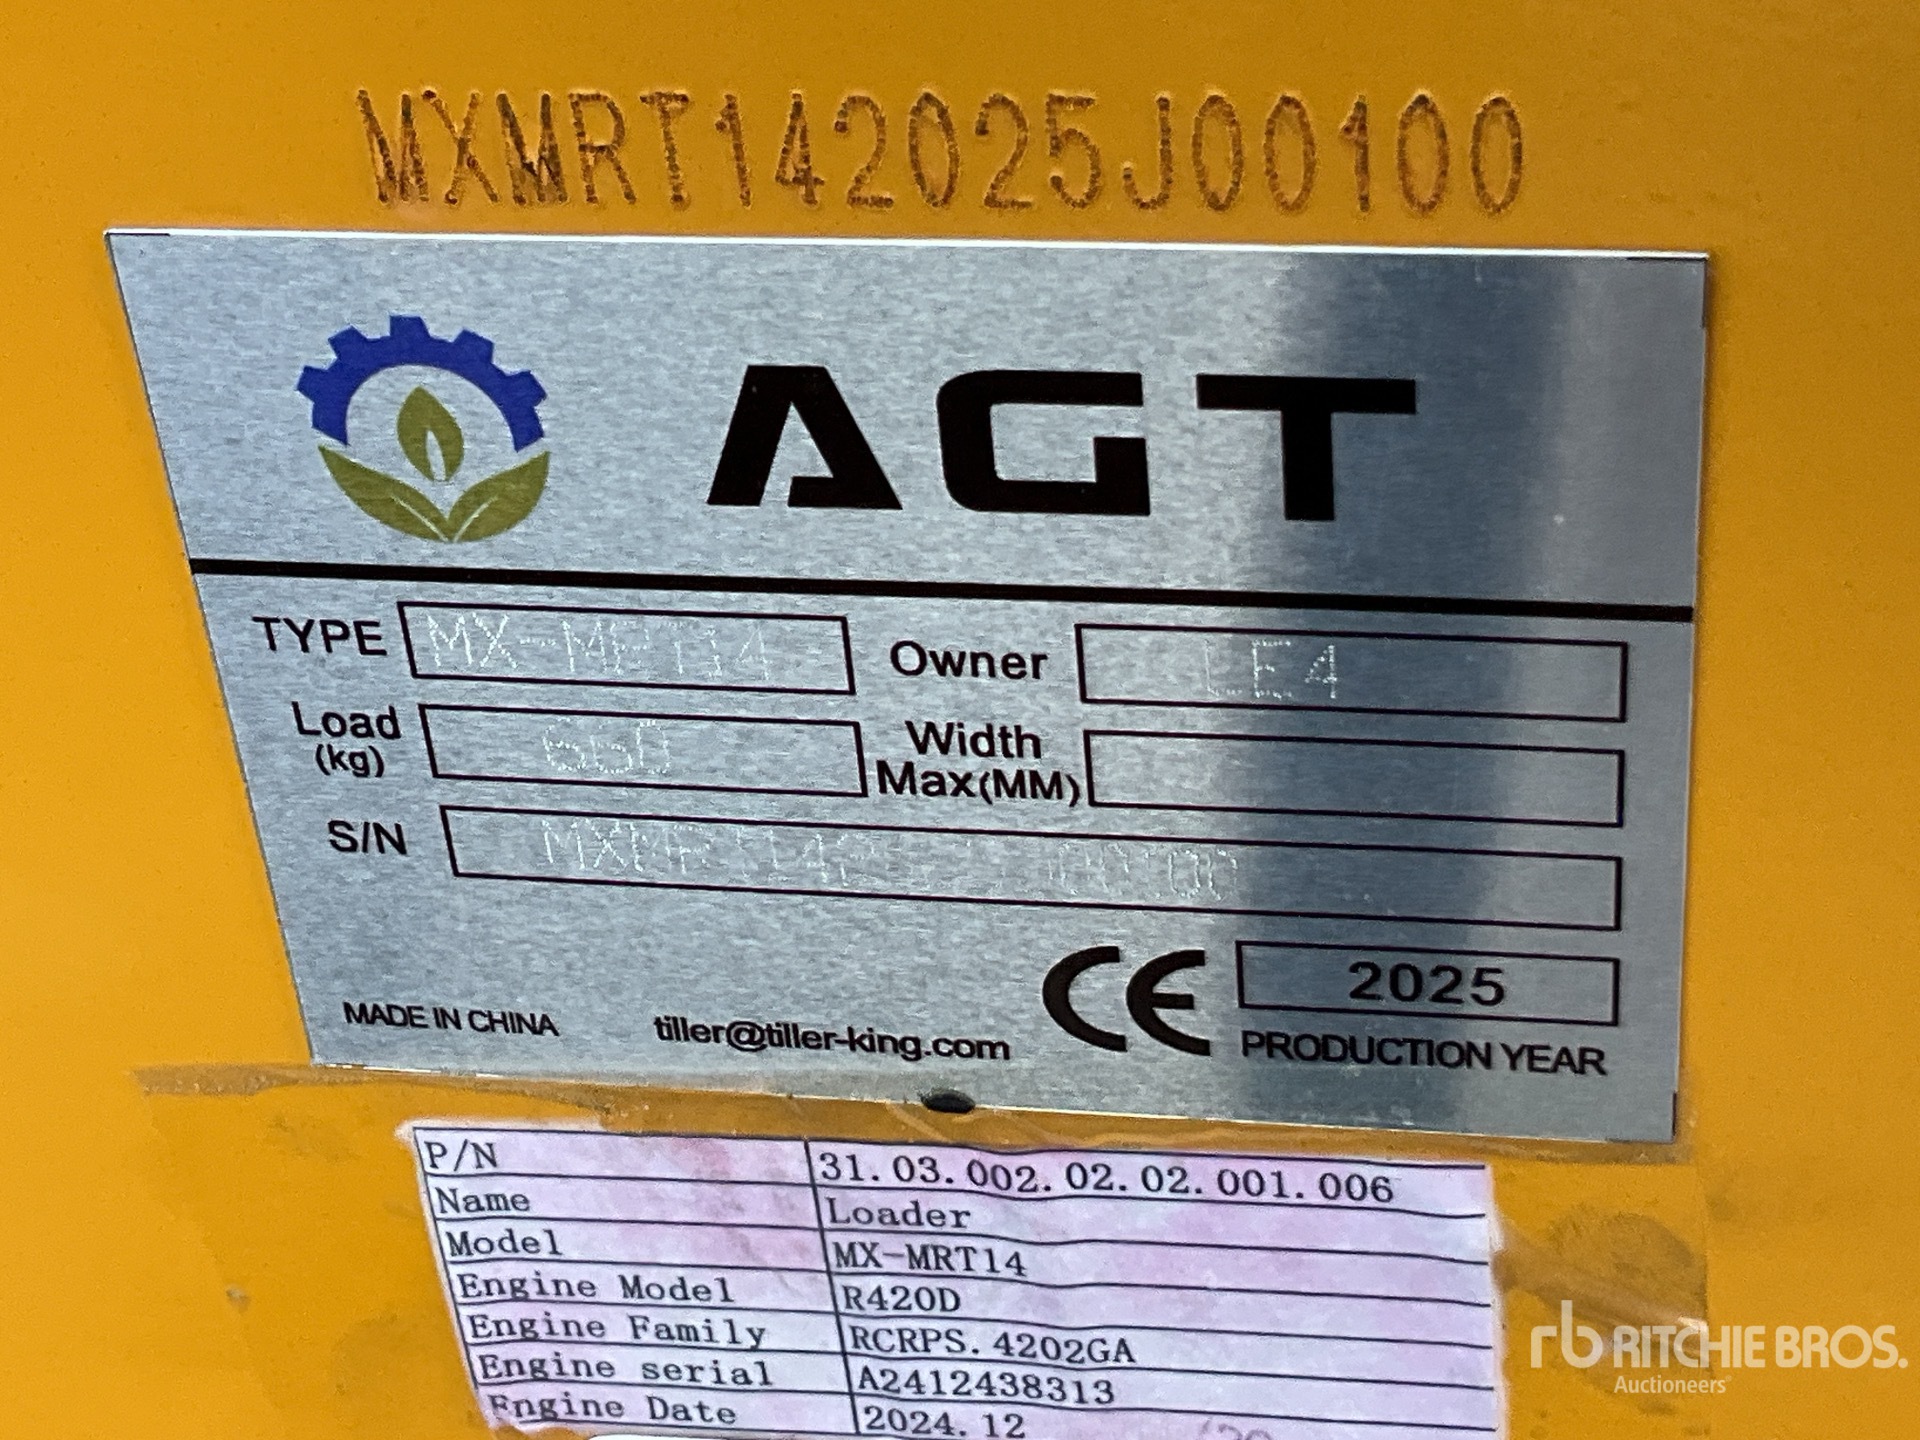 MXMRT142025J00100
AGT
TYPE MX-MRT14 Owner LE4
Load (kg) 660 Width Max(MM)
S/N
MADE IN CHINA tiller@tiller-king.com CE 2025
PRODUCTION YEAR
P/N 31.03.002.02.02.001.006
Name Loader
Model MX-MRT14
Engine Model R420D
Engine Family RCRPS.4202GA
Engine serial A2412438313
Engine Date 2024.12
rb RITCHIE BROS.
Auctioneers